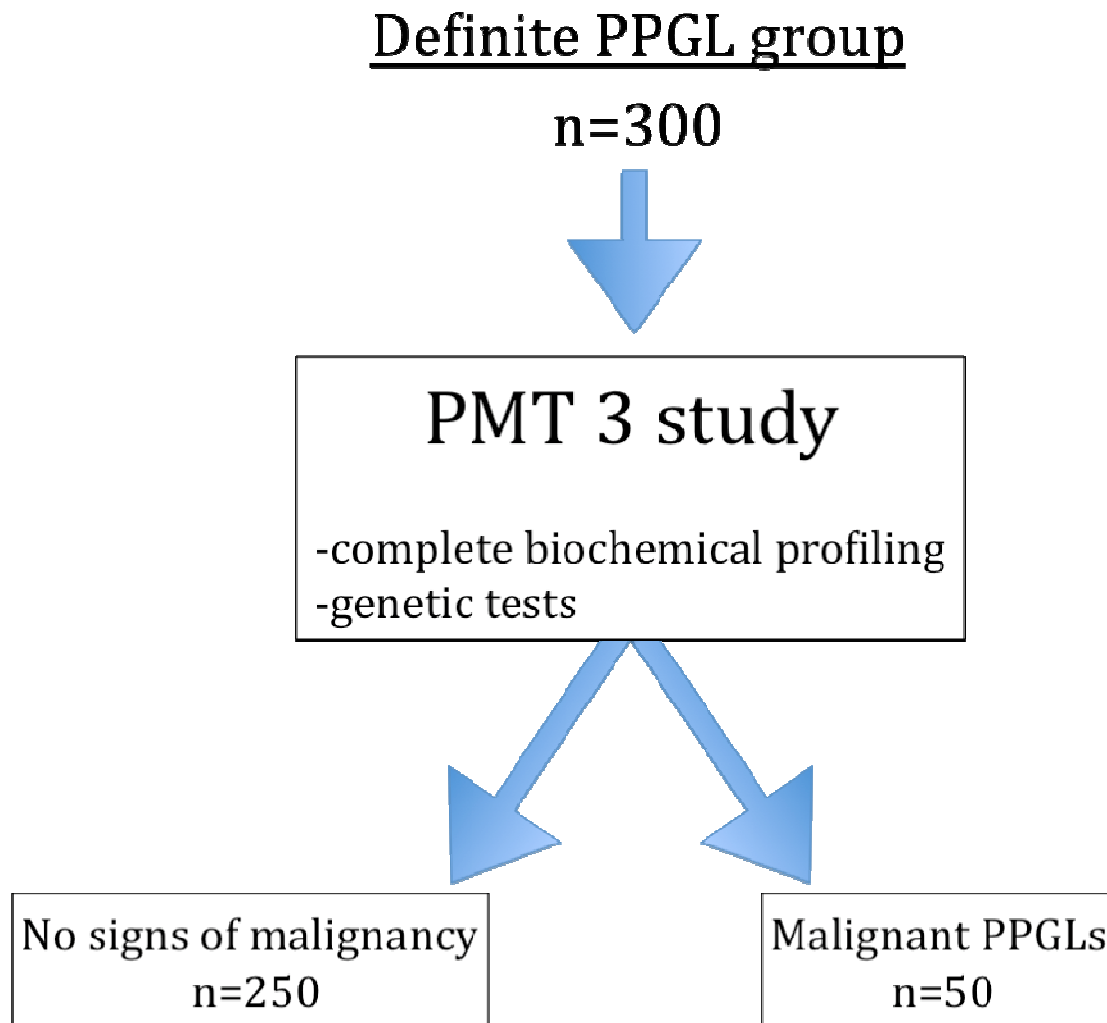 Definite PPGL group
n=300
PMT 3 study
-complete biochemical profiling
-genetic tests
No signs of malignancy
n=250
Malignant PPGLs
n=50